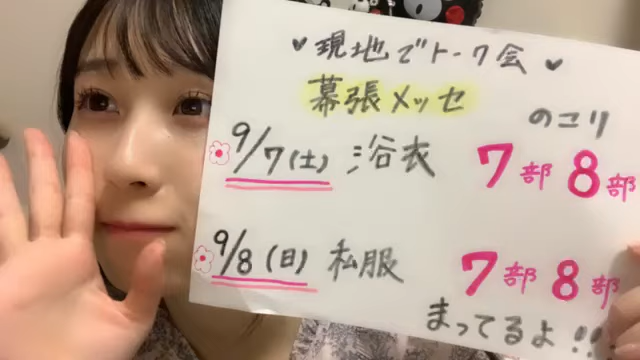 ♥現地でトーク会♥
幕張メッセ
のこり
9/7(土) 浴衣 7部 8部
9/8(日) 私服 7部 8部
まってるよ!!